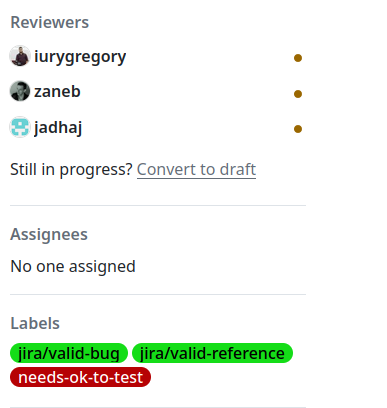 Reviewers
iurygregory
zaneb
jadhaj
Still in progress? Convert to draft
Assignees
No one assigned
Labels
jira/valid-bug jira/valid-reference
needs-ok-to-test